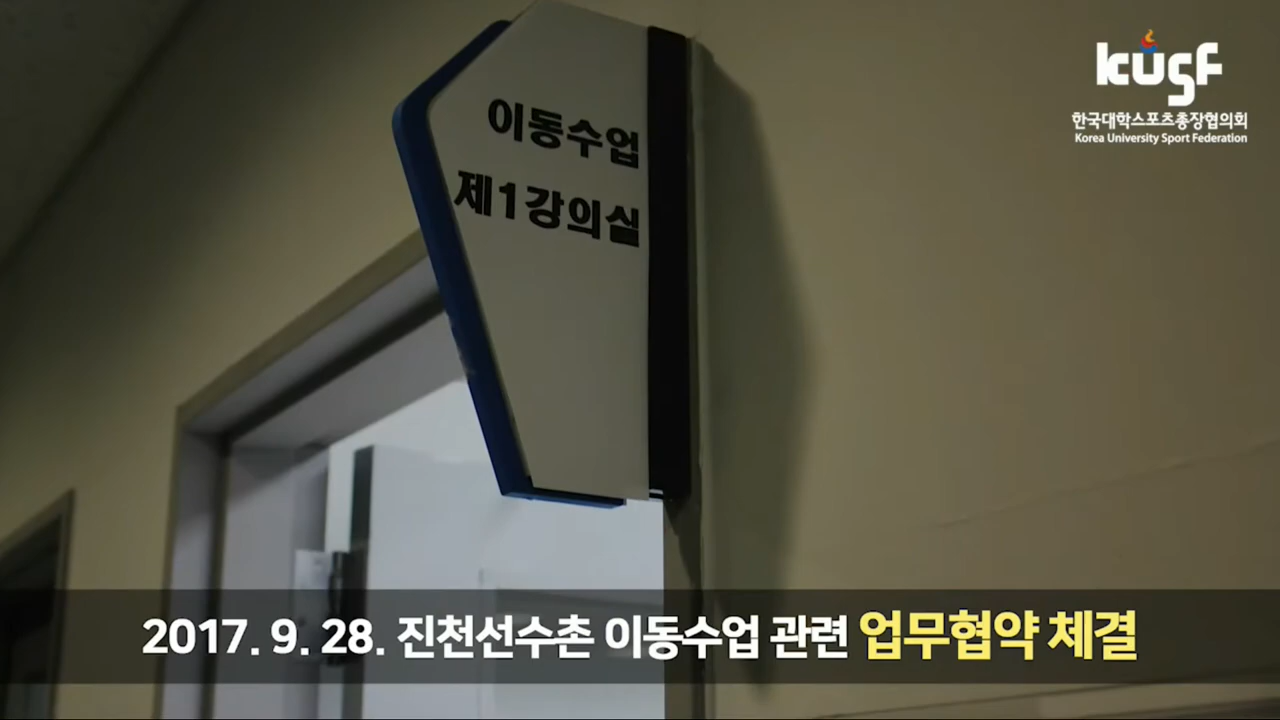 kusf
한국대학스포츠총장협의회
Korea University Sport Federation
이동수업
제1강의실
2017. 9. 28. 진천선수촌 이동수업 관련 업무협약 체결